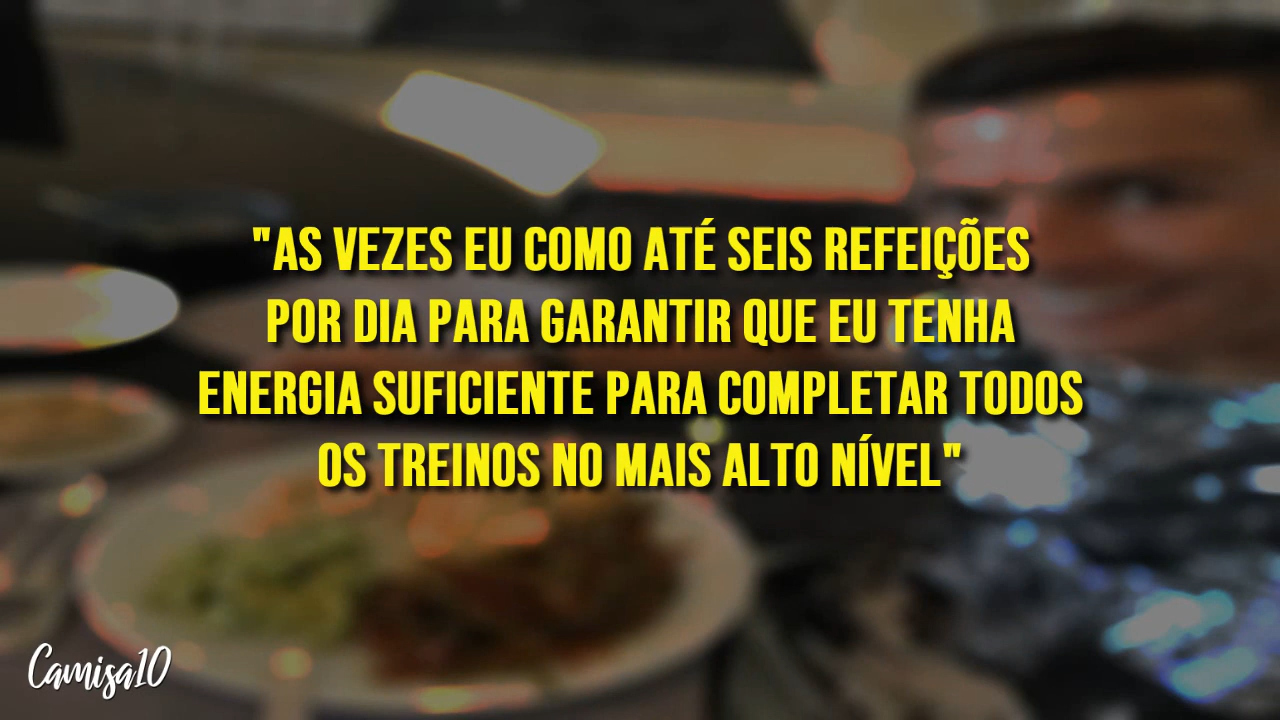 "AS VEZES EU COMO ATÉ SEIS REFEIÇÕES
POR DIA PARA GARANTIR QUE EU TENHA
ENERGIA SUFICIENTE PARA COMPLETAR TODOS
OS TREINOS NO MAIS ALTO NÍVEL"
Camisa10